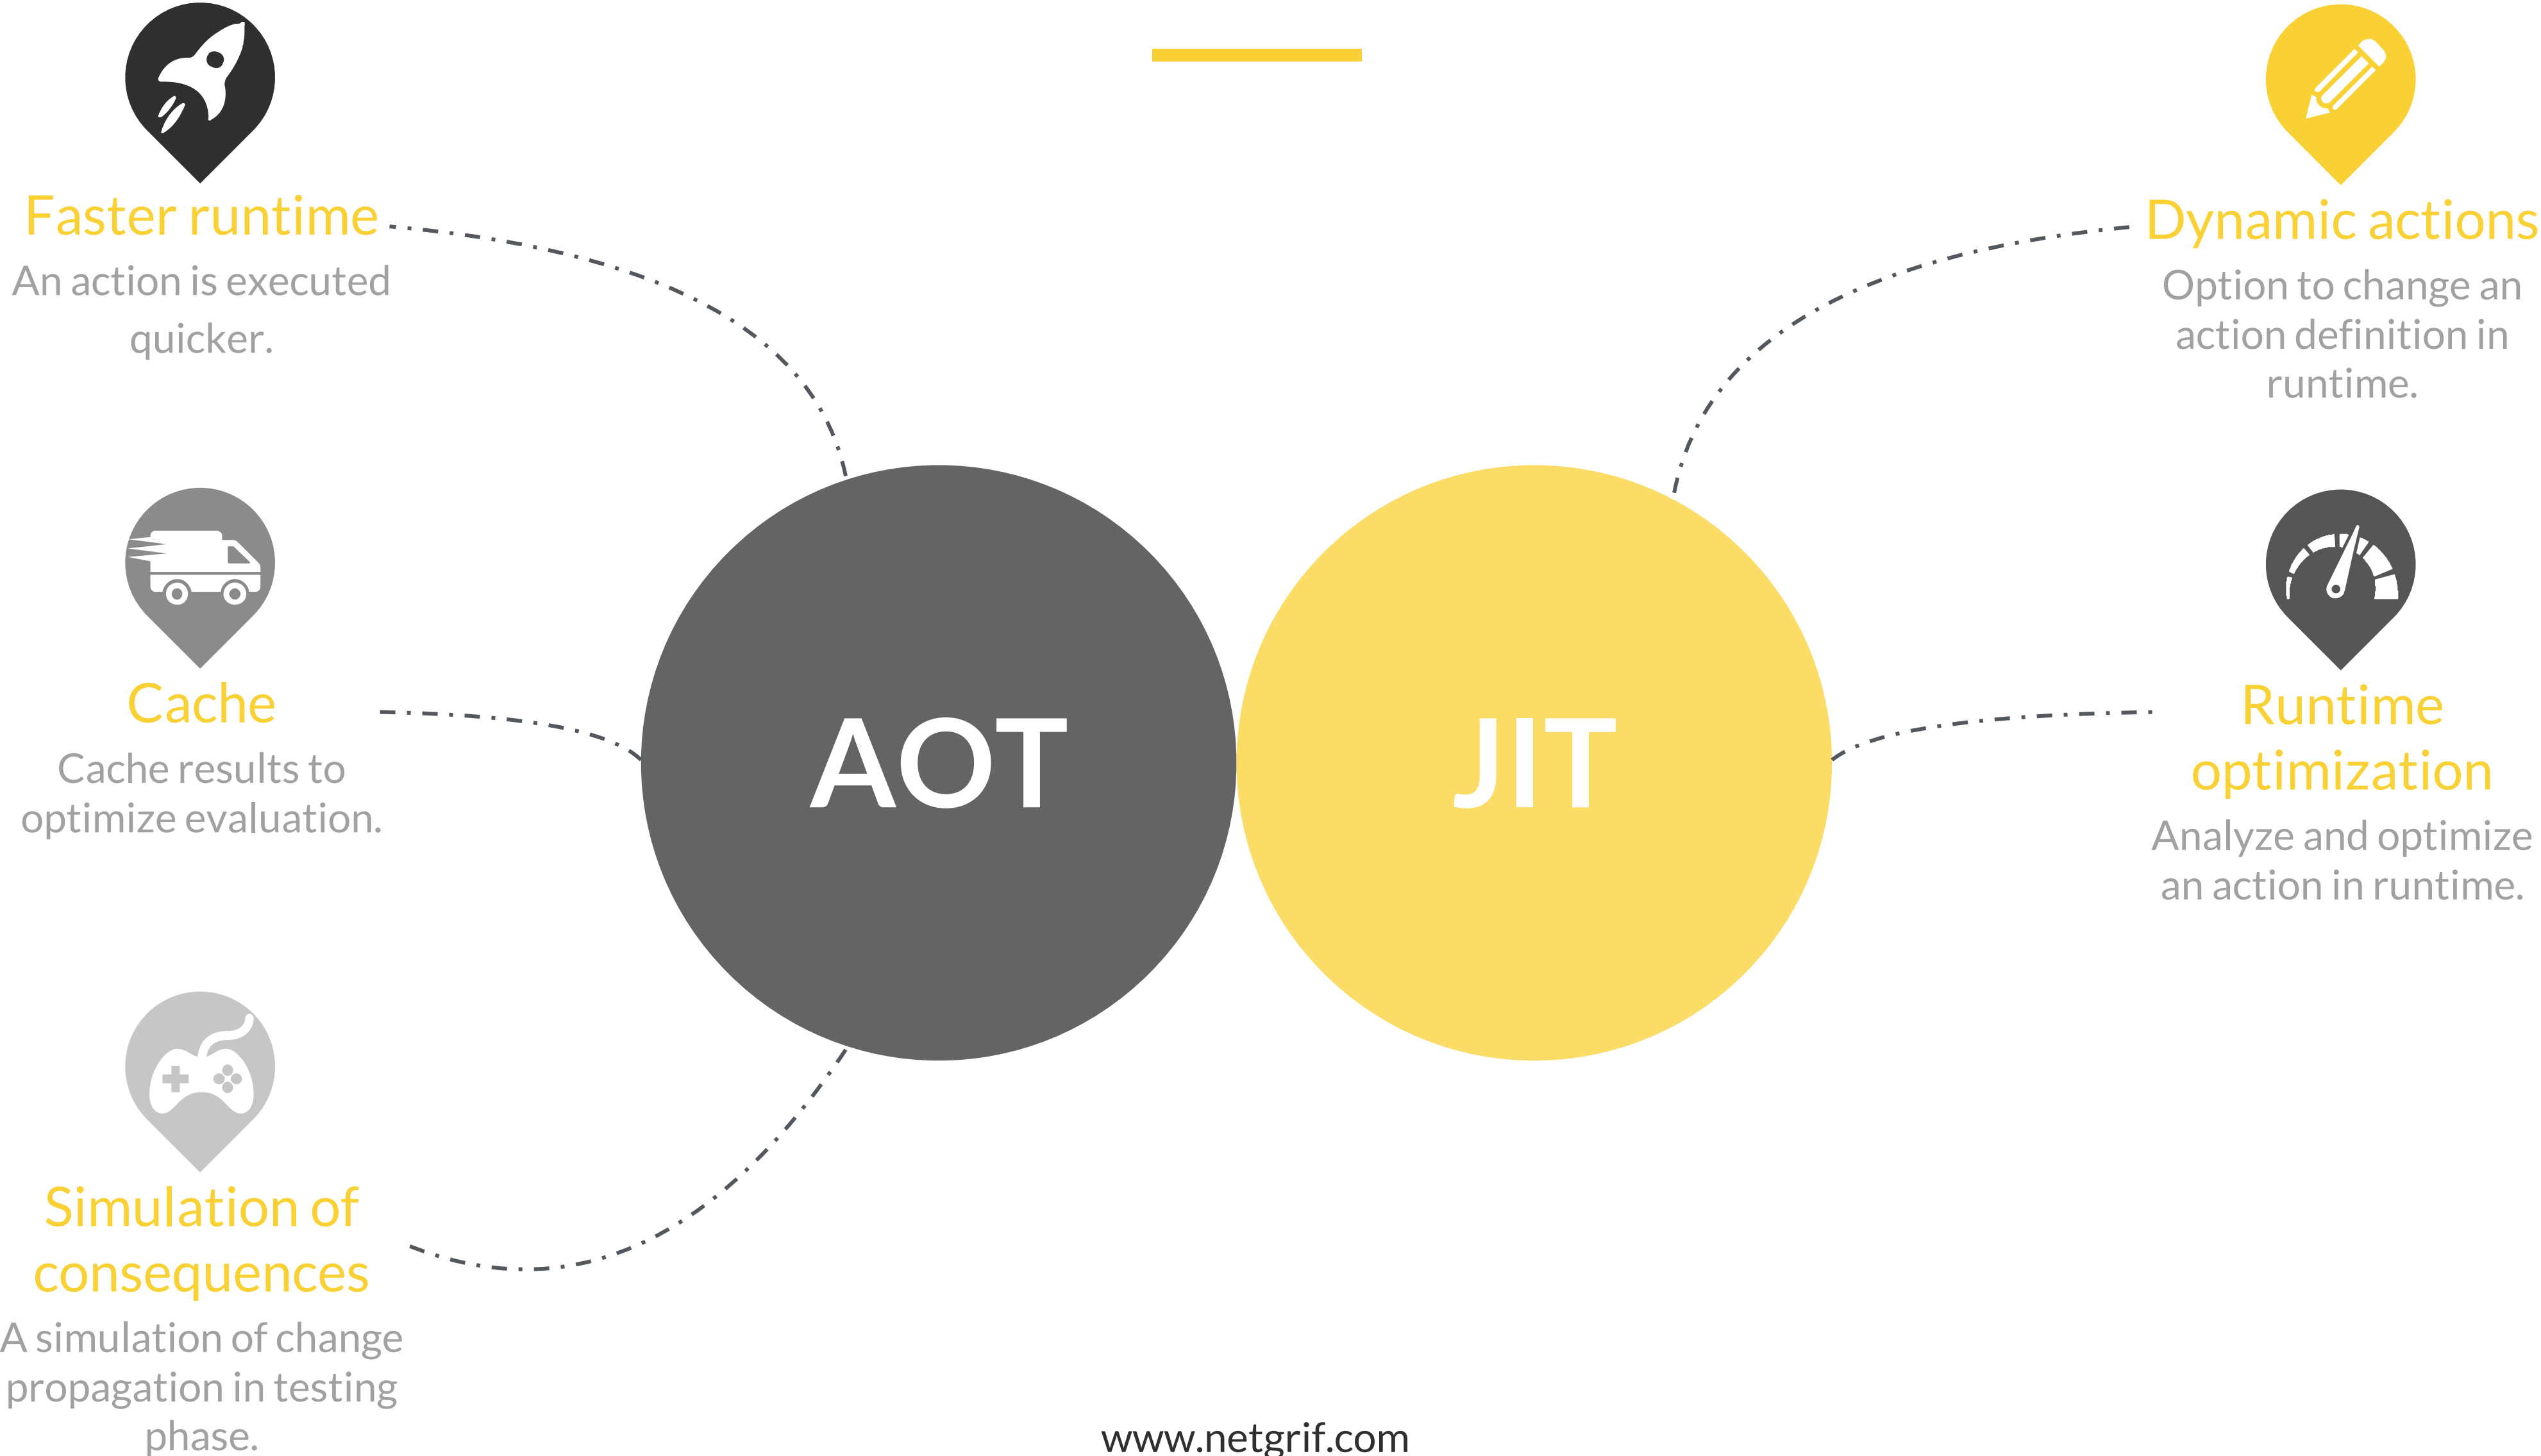 Faster runtime
An action is executed
quicker.
Cache
Cache results to
optimize evaluation.
Simulation of
consequences
A simulation of change
propagation in testing
phase.
AOT
JIT
Dynamic actions
Option to change an
action definition in
runtime.
Runtime
optimization
Analyze and optimize
an action in runtime.
www.netgrif.com